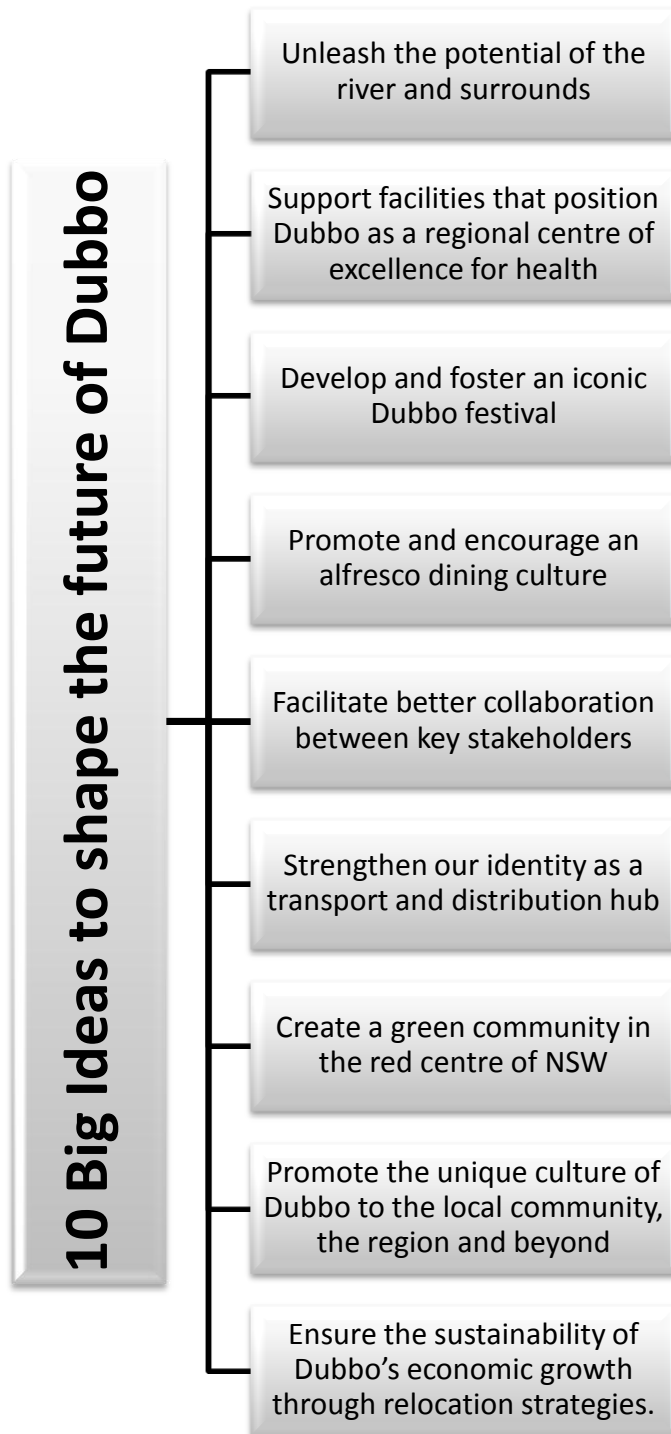 10 Big Ideas to shape the future of Dubbo
Unleash the potential of the
river and surrounds
Support facilities that position
Dubbo as a regional centre of
excellence for health
Develop and foster an iconic
Dubbo festival
Promote and encourage an
alfresco dining culture
Facilitate better collaboration
between key stakeholders
Strengthen our identity as a
transport and distribution hub
Create a green community in
the red centre of NSW
Promote the unique culture of
Dubbo to the local community,
the region and beyond
Ensure the sustainability of
Dubbo’s economic growth
through relocation strategies.